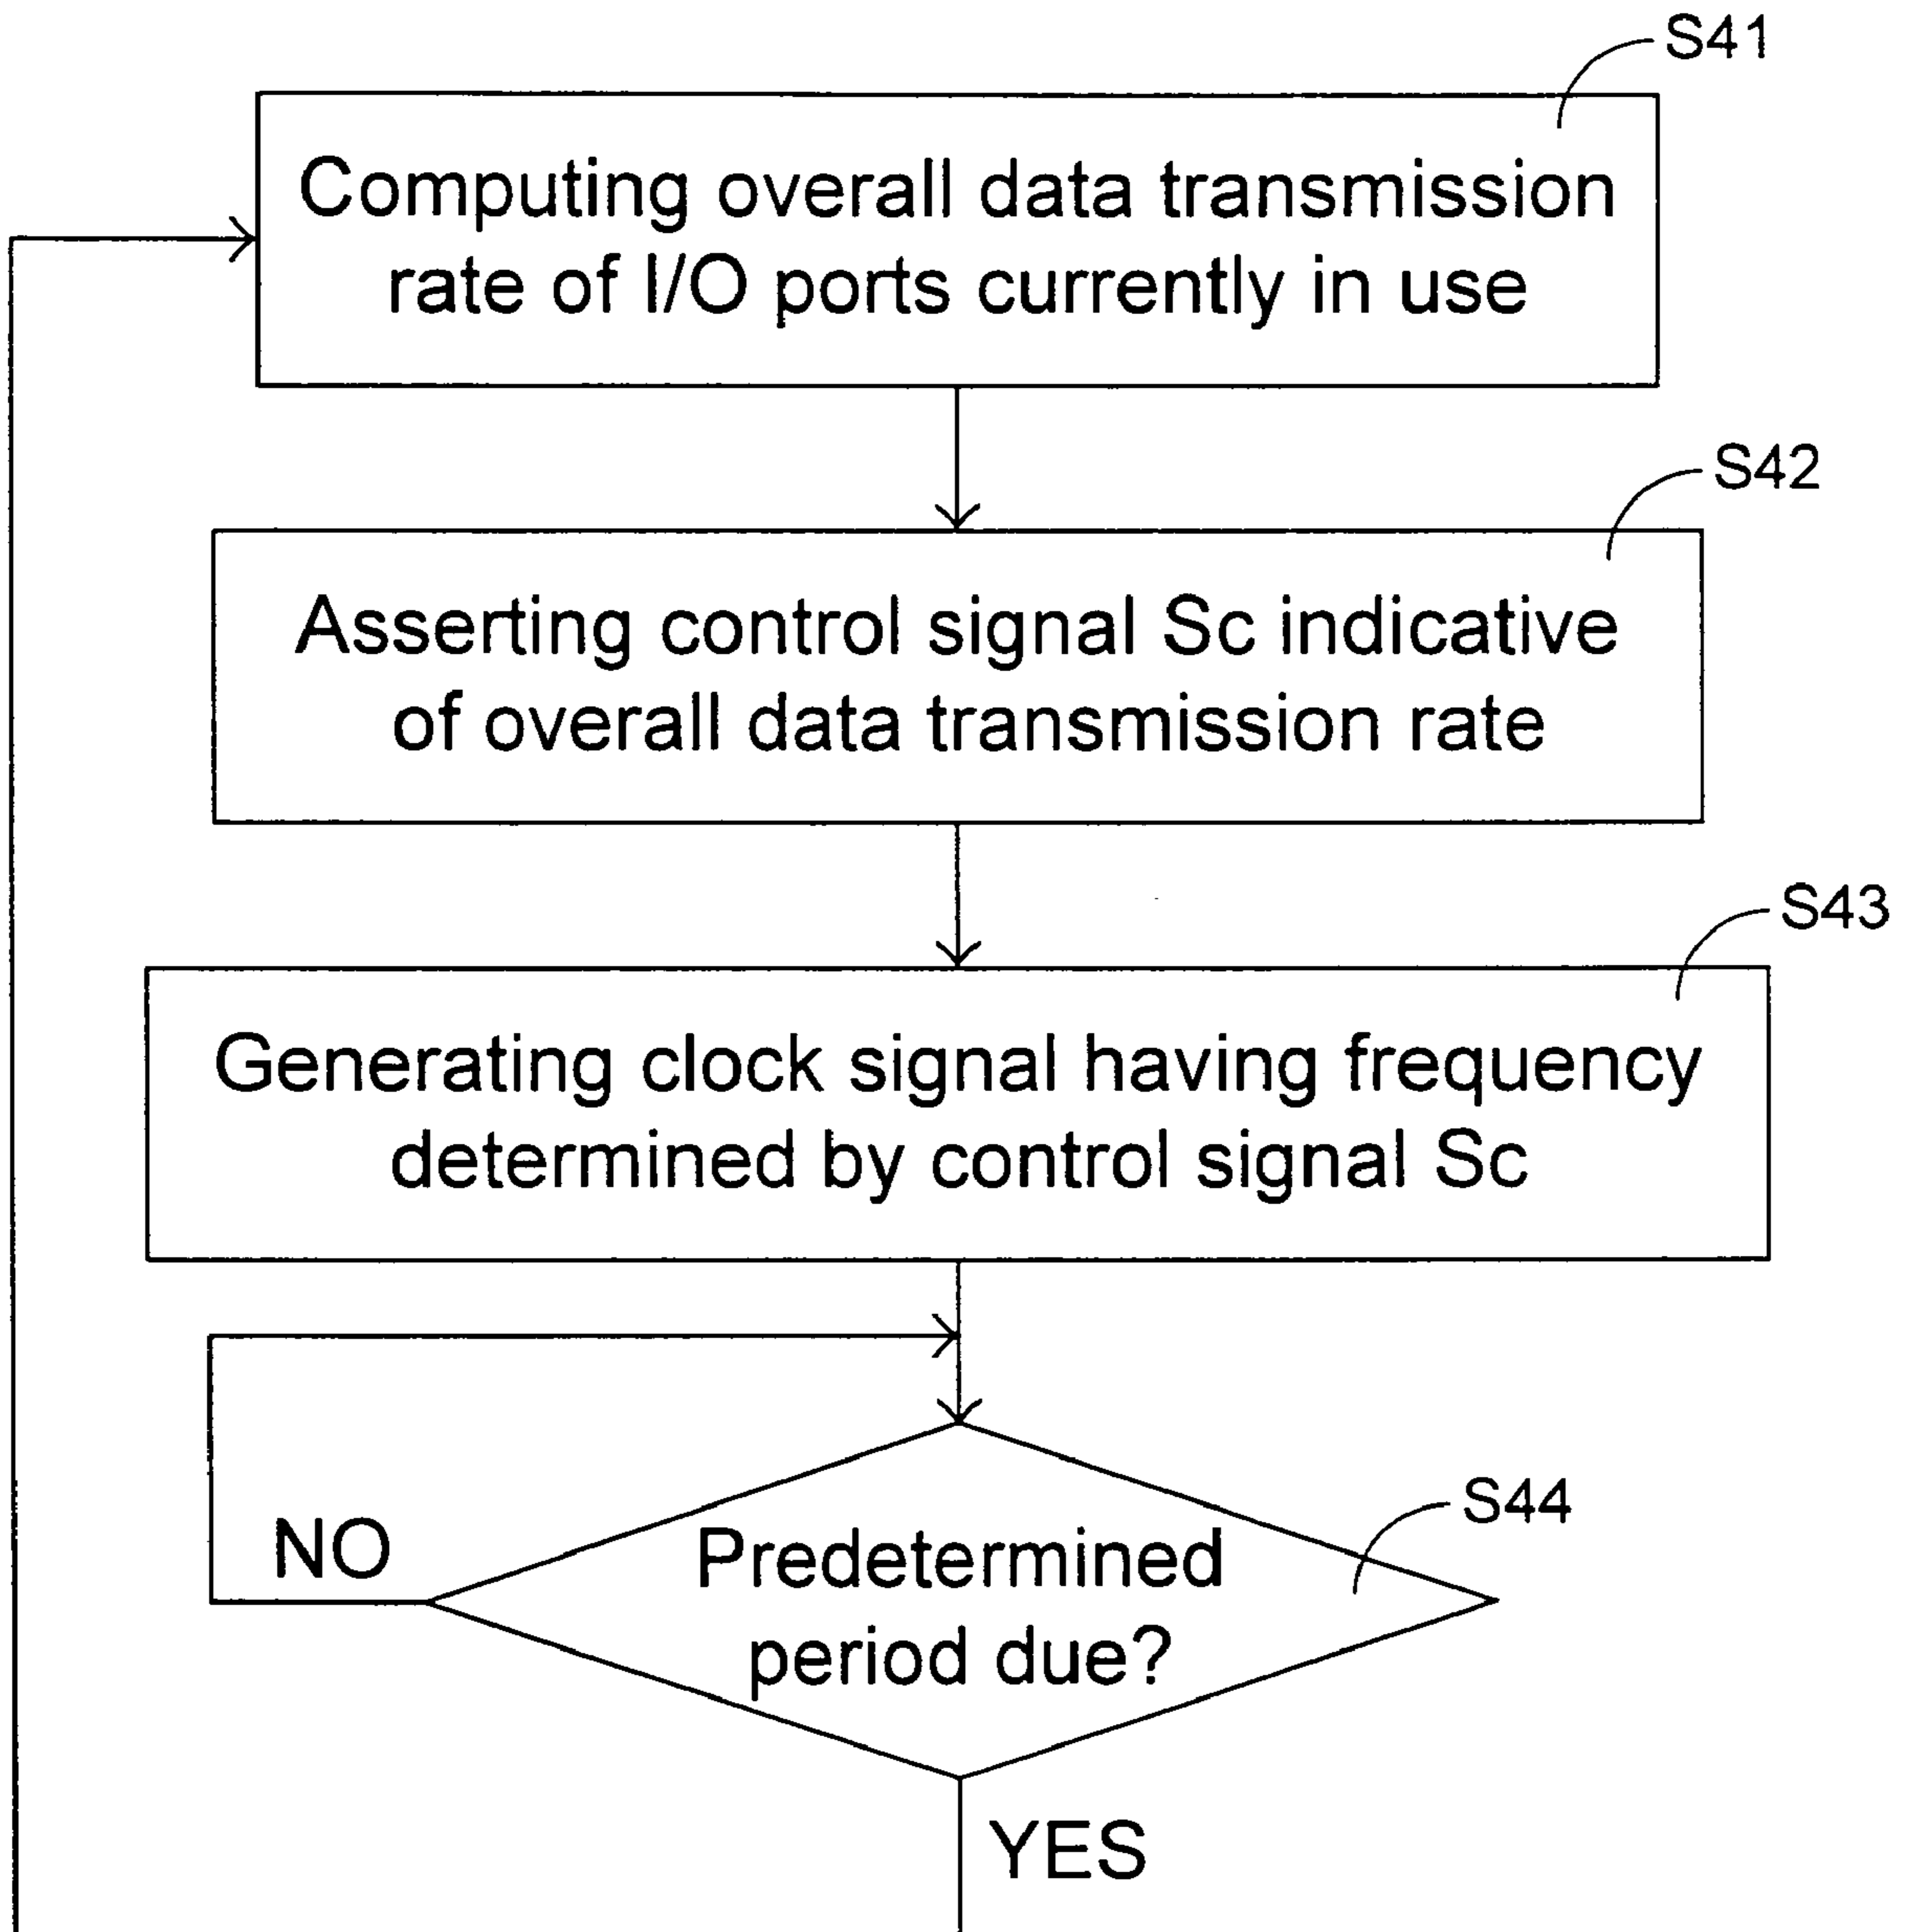 S41
Computing overall data transmission
rate of I/O ports currently in use
S42
Asserting control signal Sc indicative
of overall data transmission rate
S43
Generating clock signal having frequency
determined by control signal Sc
S44
NO
Predetermined
period due?
YES